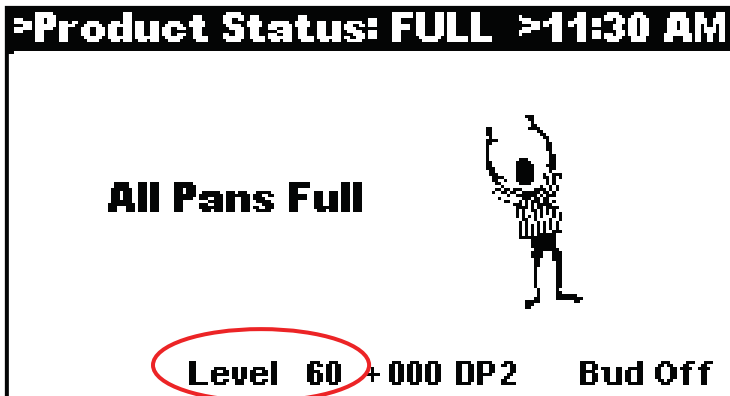 >Product Status: FULL >11:30 AM
All Pans Full
Level 60 +000 DP2 Bud Off